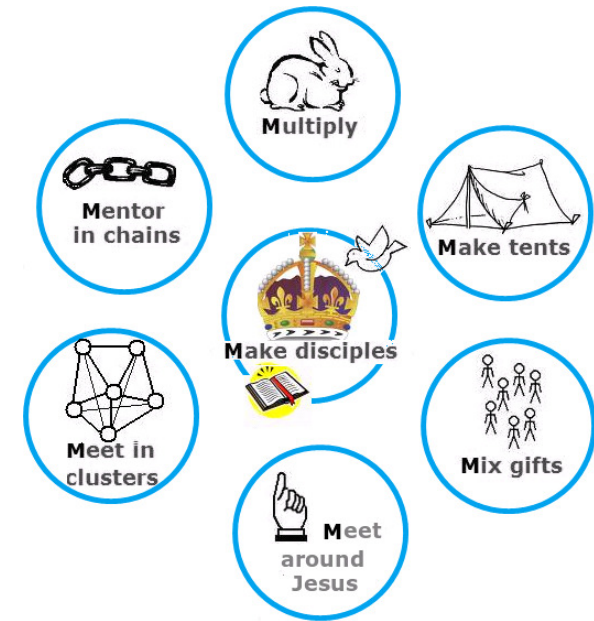 Multiply
Mentor
in chains
Make tents
Make disciples
Meet in
clusters
Mix gifts
Meet
around
Jesus